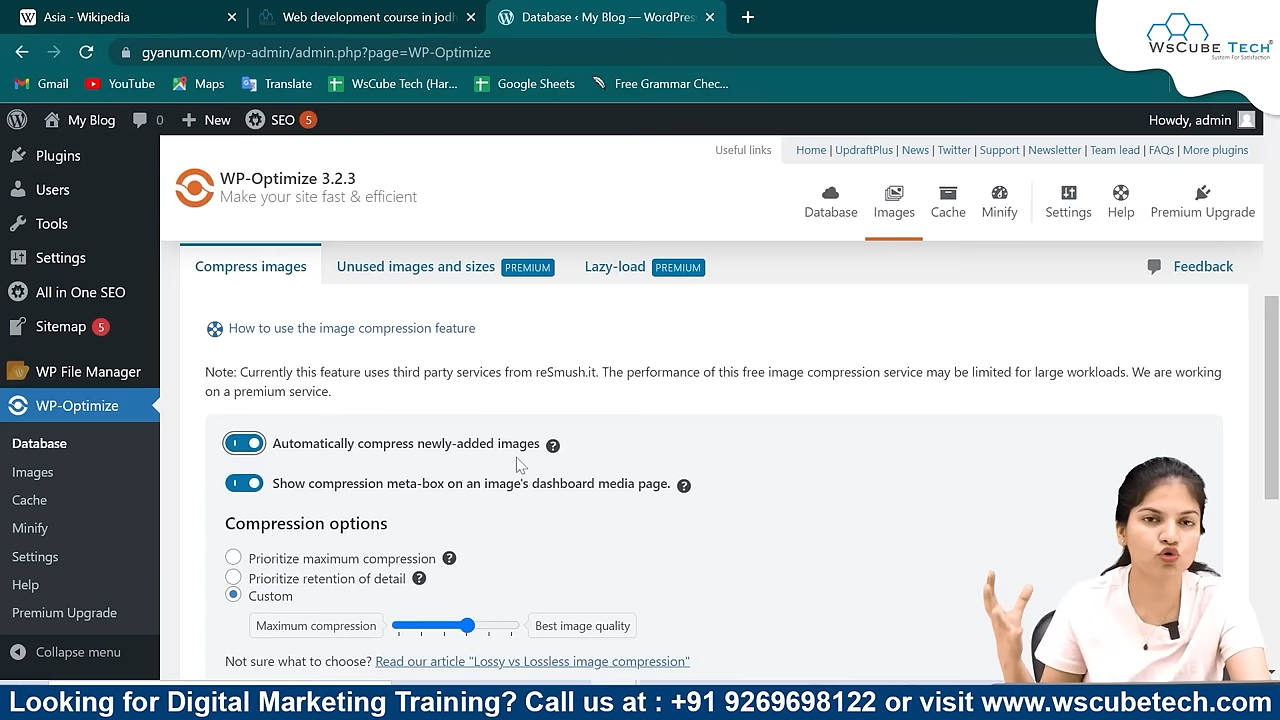 Asia - Wikipedia
Web development course in jodh
Database ‹ My Blog — WordPres
WsCube Tech
System For Satisfaction
gyanum.com/wp-admin/admin.php?page=WP-Optimize
Gmail YouTube Maps Translate WsCube Tech (Har... Google Sheets Free Grammar Chec...
My Blog 0 New SEO 5 Howdy, admin
Plugins
Users
Tools
Settings
All in One SEO
Sitemap 5
WP File Manager
WP-Optimize
Database
Images
Cache
Minify
Settings
Help
Premium Upgrade
Collapse menu
Useful links Home | UpdraftPlus | News | Twitter | Support | Newsletter | Team lead | FAQs | More plugins
WP-Optimize 3.2.3
Make your site fast & efficient
Database Images Cache Minify Settings Help Premium Upgrade
Compress images Unused images and sizes PREMIUM Lazy-load PREMIUM Feedback
How to use the image compression feature
Note: Currently this feature uses third party services from reSmush.it. The performance of this free image compression service may be limited for large workloads. We are working
on a premium service.
Automatically compress newly-added images ?
Show compression meta-box on an image's dashboard media page. ?
Compression options
Prioritize maximum compression ?
Prioritize retention of detail ?
Custom
Maximum compression Best image quality
Not sure what to choose? Read our article "Lossy vs Lossless image compression"
Looking for Digital Marketing Training? Call us at : +91 9269698122 or visit www.wscubetech.com